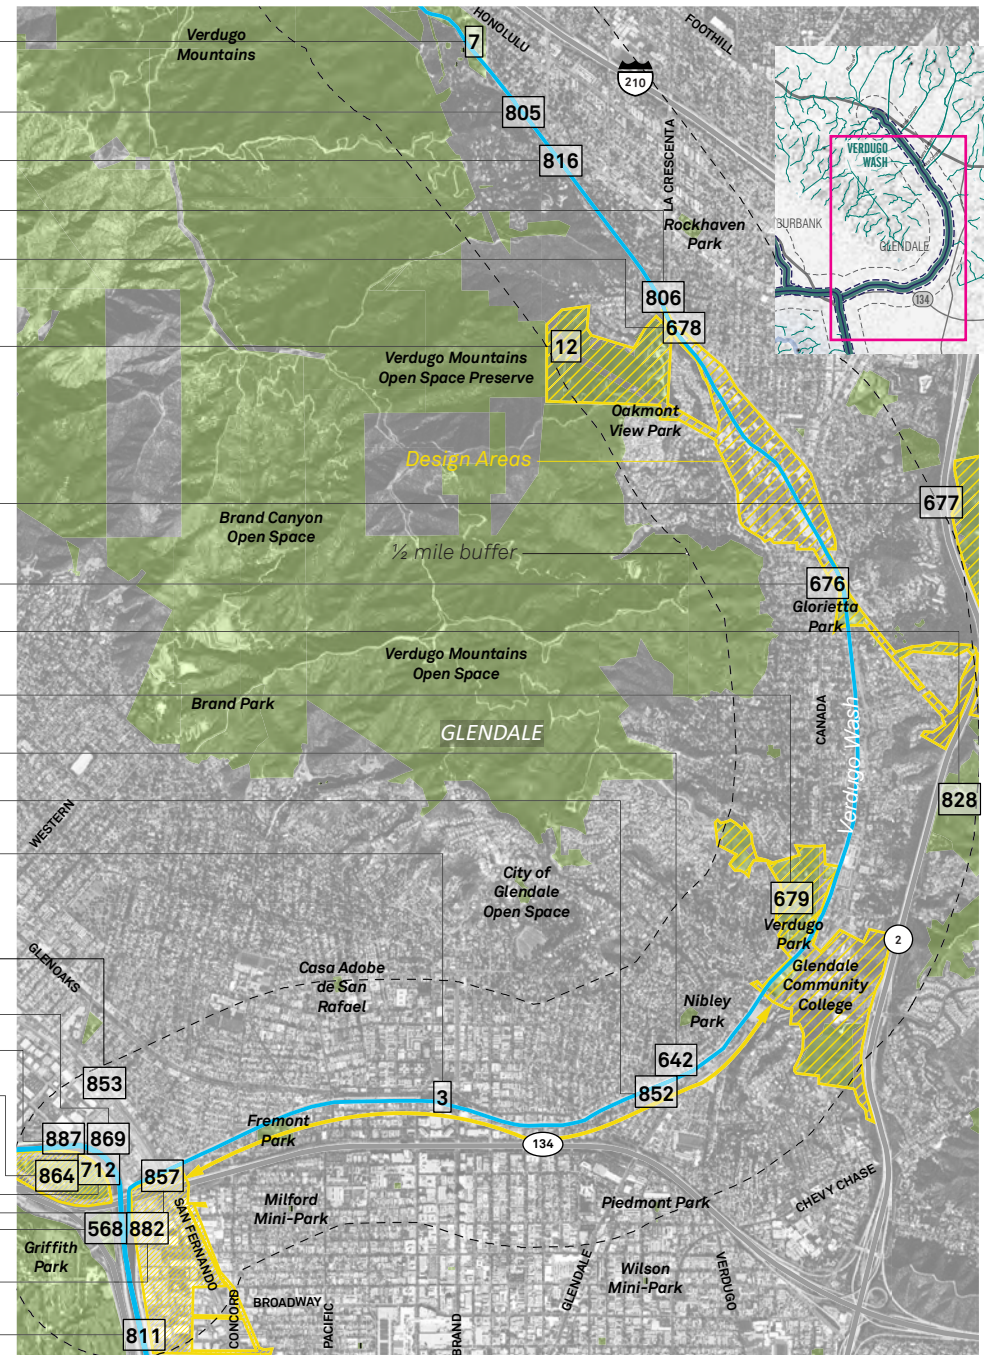 HONOLULU
FOOTHILL
Verdugo
Mountains
7
210
805
LA CRESCENTA
816
VERDUGO
WASH
BURBANK
GLENDALE
134
Rockhaven
Park
806
678
12
Verdugo Mountains
Open Space Preserve
Oakmont
View Park
Design Areas
677
Brand Canyon
Open Space
½ mile buffer
676
Glorietta
Park
Verdugo Mountains
Open Space
Brand Park
CANADA
GLENDALE
Verdugo Wash
828
WESTERN
City of
Glendale
Open Space
679
Verdugo
Park
2
GLENOAKS
Casa Adobe
de San
Rafael
Glendale
Community
College
Nibley
Park
642
853
852
3
Fremont
Park
134
887
869
864
712
857
CHEVY CHASE
Milford
Mini-Park
Piedmont Park
568
882
SAN FERNANDO
Griffith
Park
Wilson
Mini-Park
GLENDALE
VERDUGO
BROADWAY
CONCORD
PACIFIC
BRAND
811